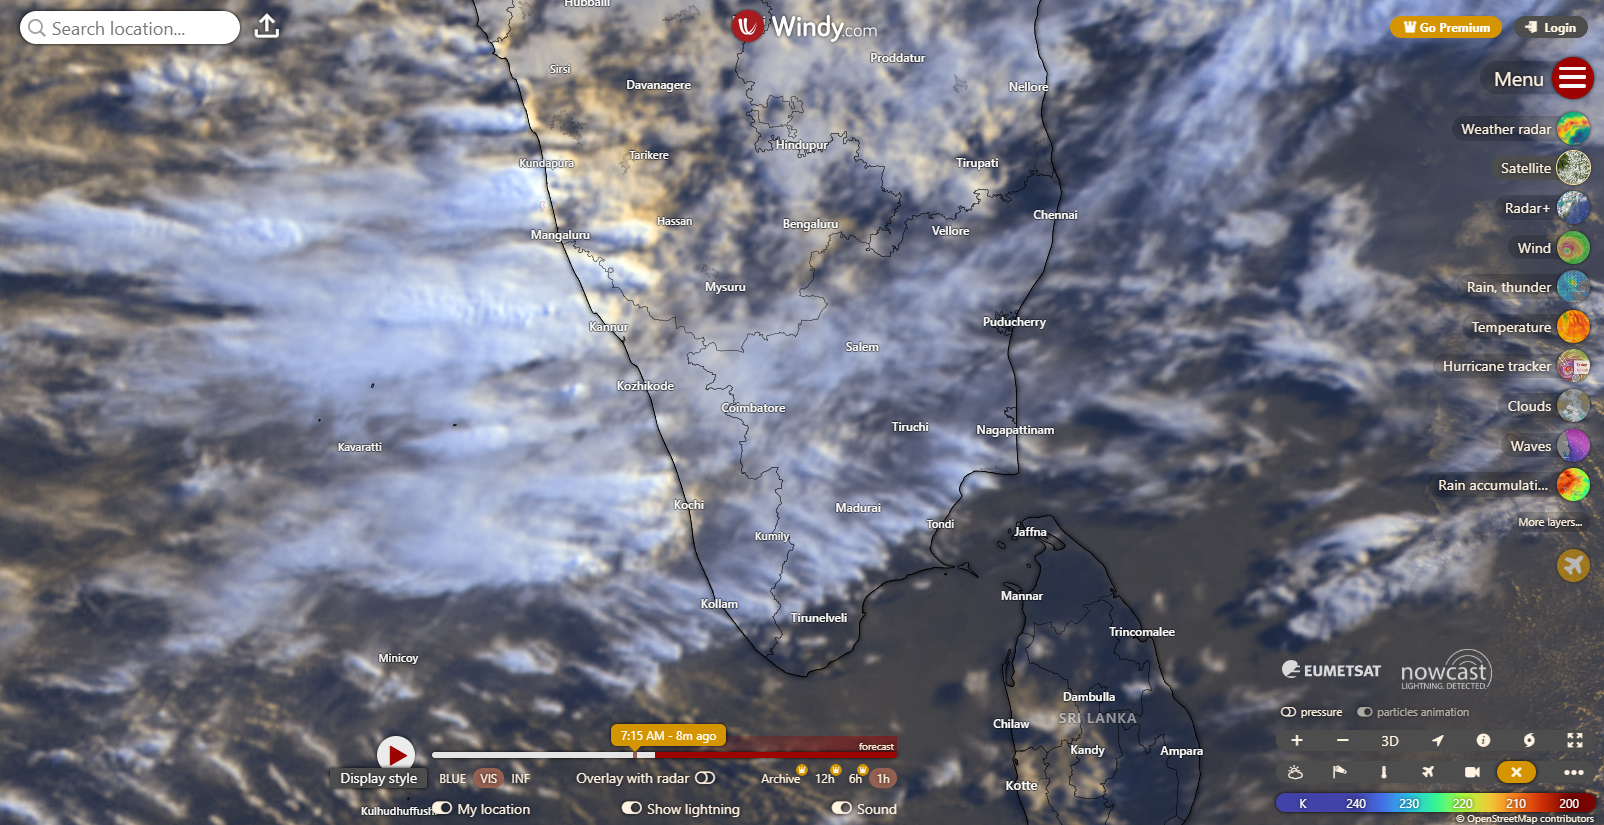 Hubballi
Search location...
Windy.com
Go Premium
Login
Proddatur
Sirsi
Davanagere
Nellore
Menu
Weather radar
Hindupur
Tarikere
Kundapura
Tirupati
Satellite
Radar+
Chennai
Hassan
Bengaluru
Vellore
Mangaluru
Wind
Mysuru
Rain, thunder
Puducherry
Kannur
Temperature
Salem
Hurricane tracker
Kozhikode
Coimbatore
Clouds
Tiruchi
Nagapattinam
Kavaratti
Waves
Rain accumulati...
Kochi
Madurai
Tondi
Jaffna
More layers...
Kumily
Mannar
Kollam
Tirunelveli
Trincomalee
Minicoy
EUMETSAT
nowcast
LIGHTNING. DETECTED.
Dambulla
pressure
particles animation
SRI LANKA
Chilaw
7:15 AM - 8m ago
forecast
Kandy
Ampara
3D
Display style
BLUE VIS INF
Overlay with radar
Archive 12h 6h 1h
Kotte
Kulhudhuffushi
My location
Show lightning
Sound
K 240 230 220 210 200
© OpenStreetMap contributors